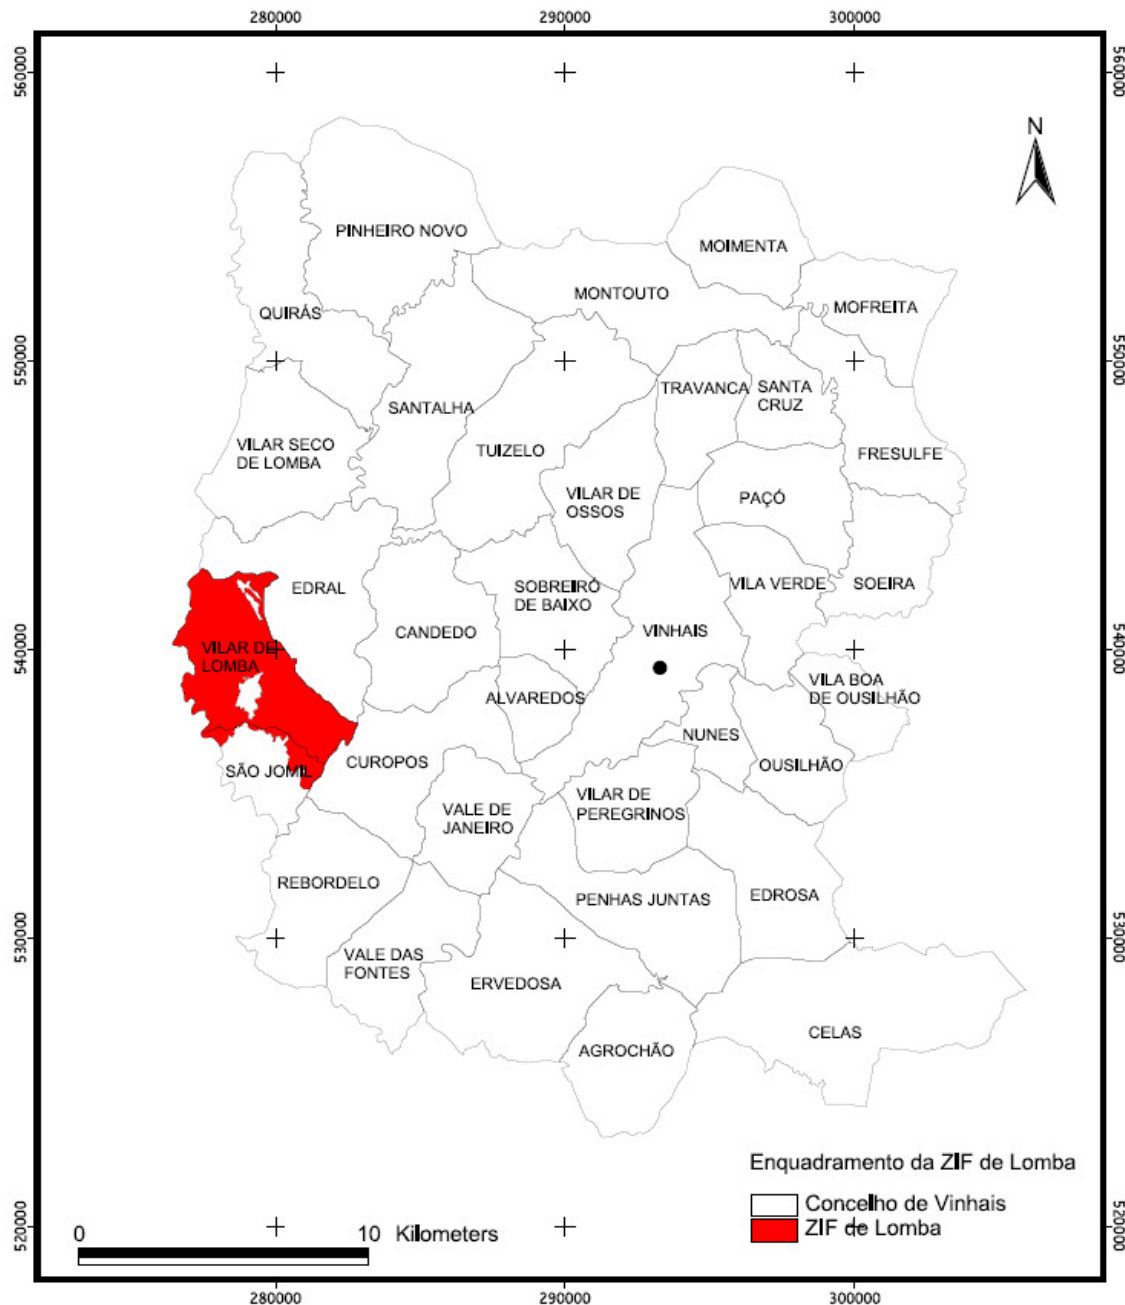 280000
290000
300000
560000
560000
N
PINHEIRO NOVO
MOIMENTA
MONTOUTO
MOFREITA
QUIRÁS
550000
550000
TRAVANCA
SANTA
CRUZ
SANTALHA
VILAR SECO
DE LOMBA
TUIZELO
FRESULFE
VILAR DE
OSSOS
PAÇÓ
EDRAL
SOBREIRÓ
DE BAIXO
VILA VERDE
SOEIRA
CANDEDO
VINHAIS
540000
540000
VILAR DE
LOMBA
ALVAREDOS
VILA BOA
DE OUSILHÃO
NUNES
CUROPOS
OUSILHÃO
SÃO JOMIL
VALE DE
JANEIRO
VILAR DE
PEREGRINOS
REBORDELO
PENHAS JUNTAS
EDROSA
530000
530000
VALE DAS
FONTES
ERVEDOSA
CELAS
AGROCHÃO
Enquadramento da ZIF de Lomba
Concelho de Vinhais
ZIF de Lomba
520000
520000
0 10 Kilometers
280000
290000
300000